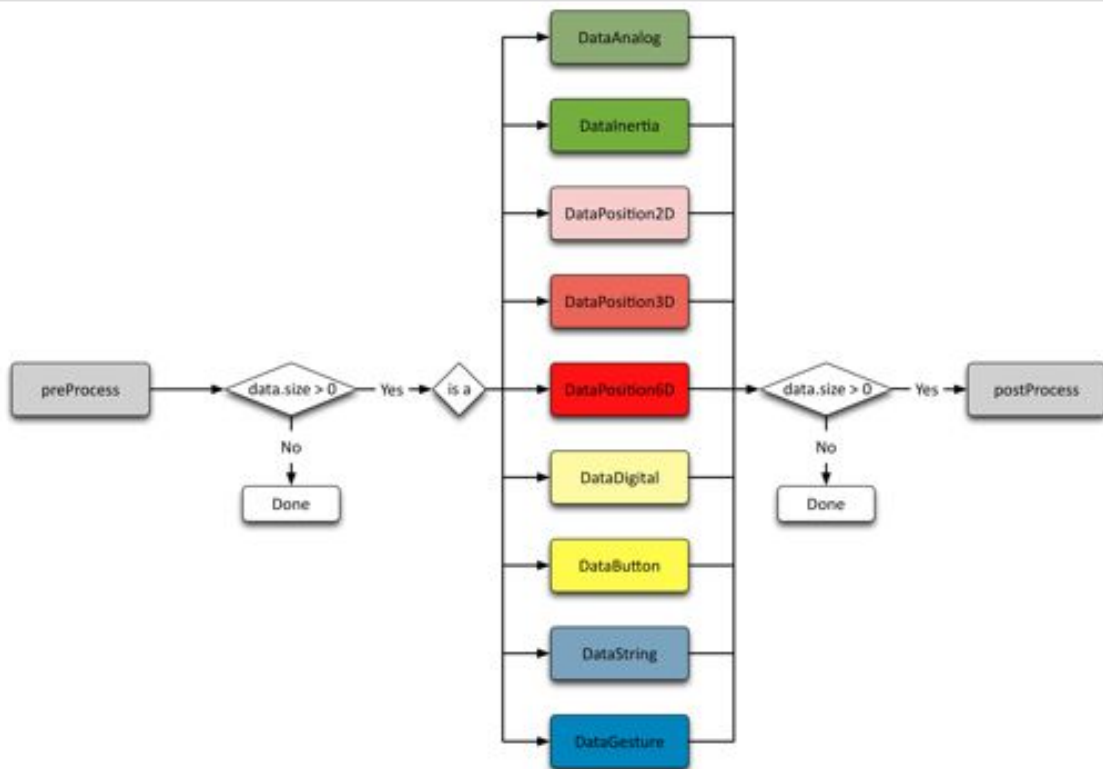 preProcess
data.size > 0
Yes
No
Done
is a
DataAnalog
DataInertia
DataPosition2D
DataPosition3D
DataPosition6D
DataDigital
DataButton
DataString
DataGesture
data.size > 0
Yes
No
Done
postProcess